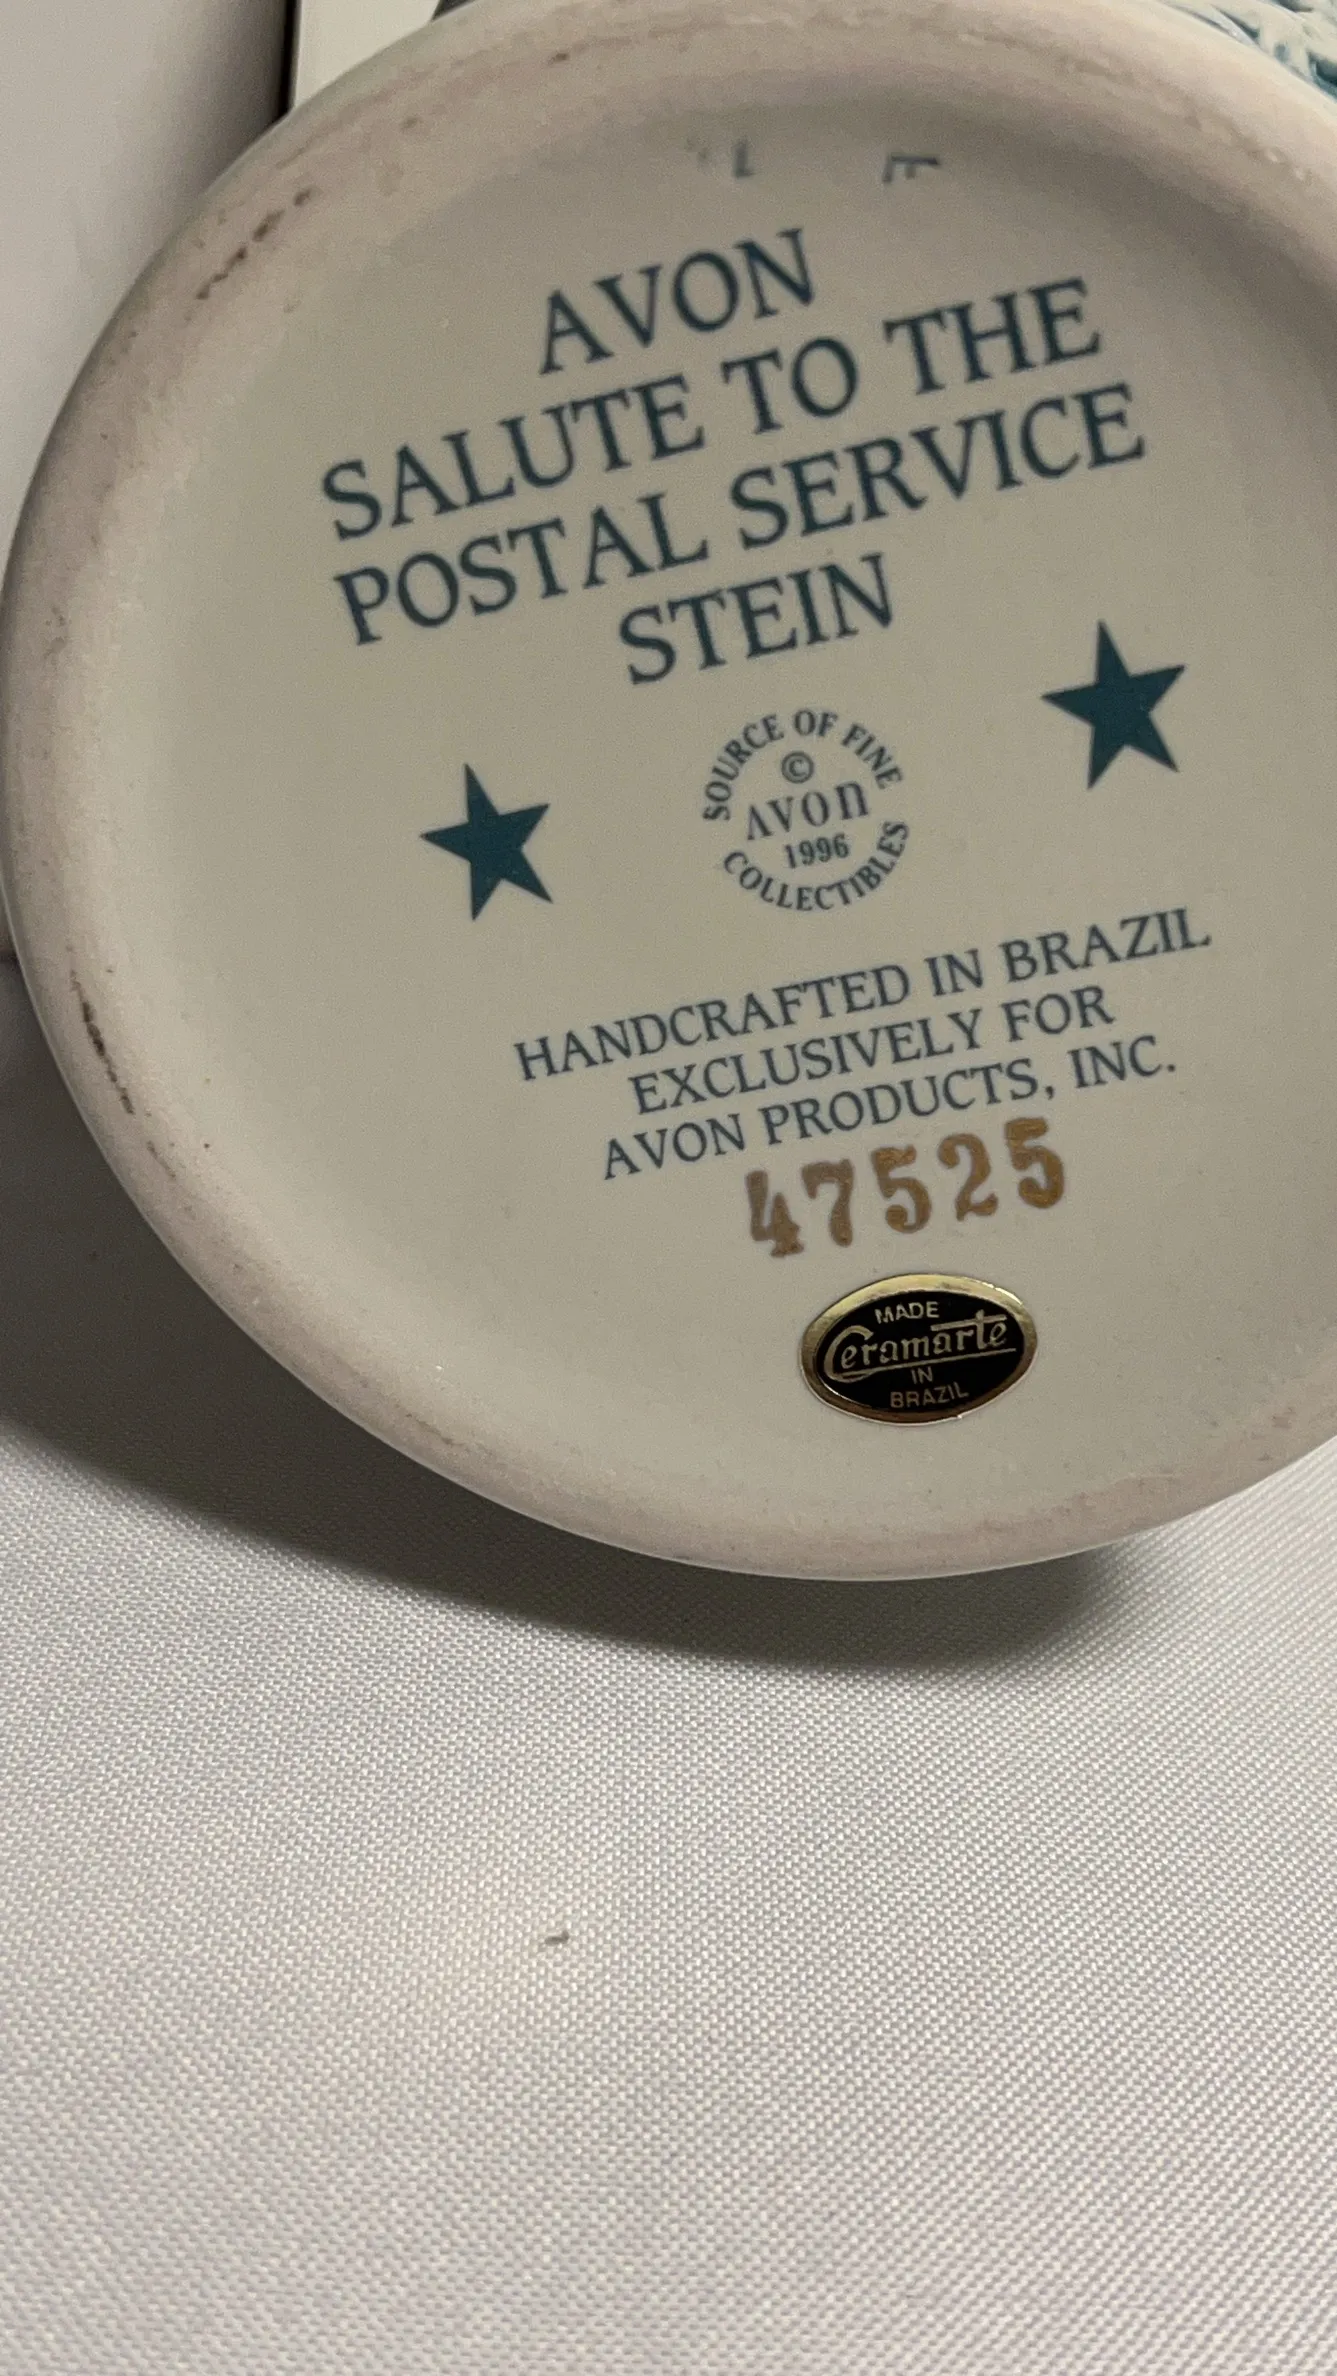 AVON
SALUTE TO THE
POSTAL SERVICE
STEIN
SOURCE OF FINE
©
AVON
1996
COLLECTIBLES
HANDCRAFTED IN BRAZIL
EXCLUSIVELY FOR
AVON PRODUCTS, INC.
47525
MADE
Ceramarte
IN
BRAZIL